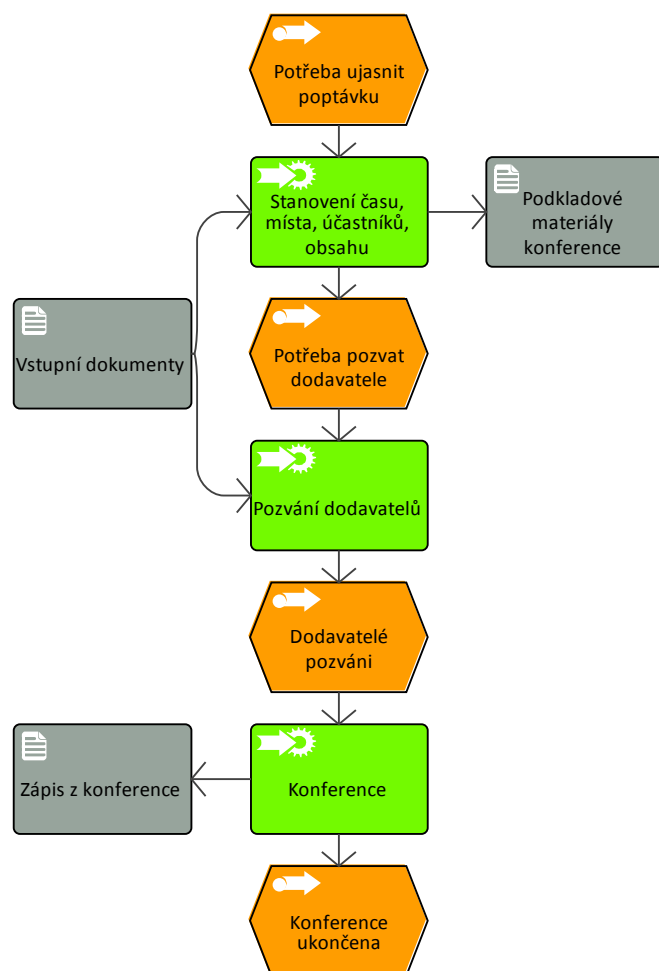 Potřeba ujasnit
poptávku
Stanovení času,
místa, účastníků,
obsahu
Podkladové
materiály
konference
Vstupní dokumenty
Potřeba pozvat
dodavatele
Pozvání dodavatelů
Dodavatelé
pozváni
Zápis z konference
Konference
Konference
ukončena